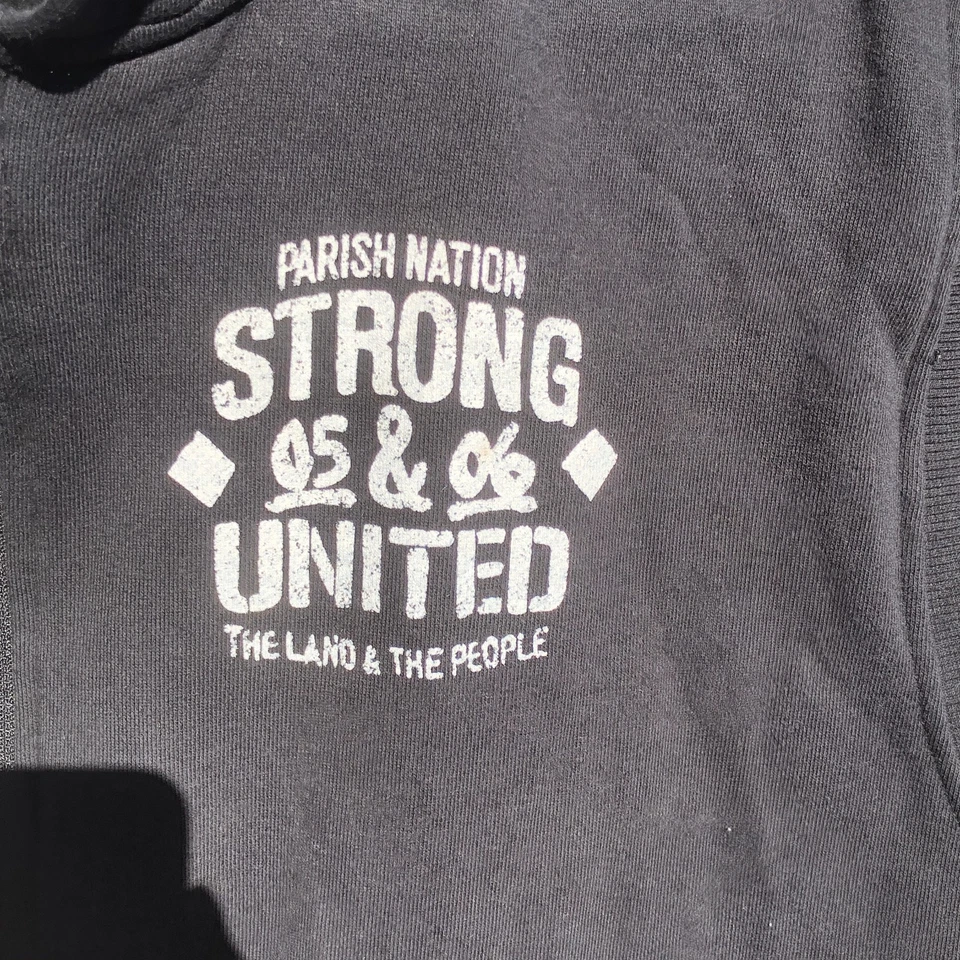 PARISH NATION
STRONG
05 & 06
UNITED
THE LAND & THE PEOPLE